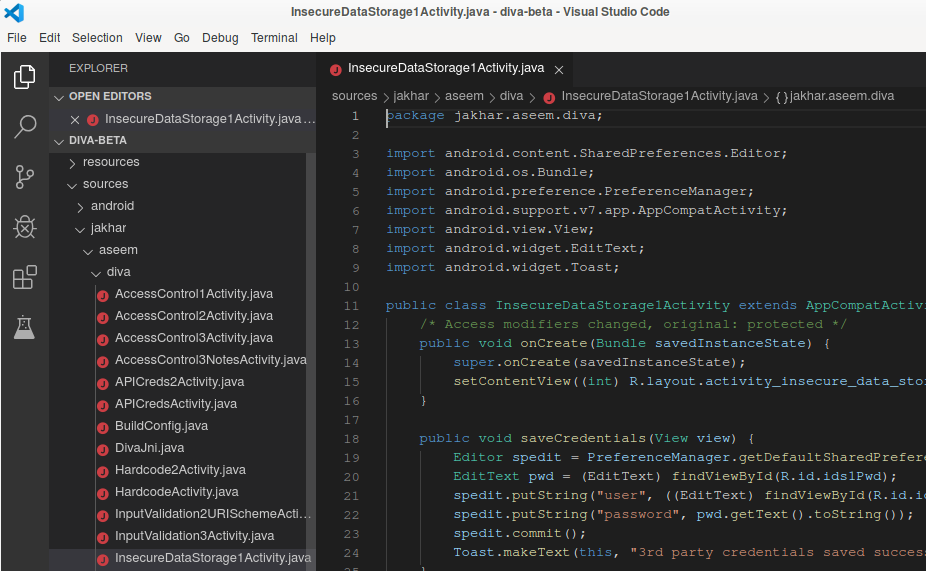 InsecureDataStorage1Activity.java - diva-beta - Visual Studio Code
File Edit Selection View Go Debug Terminal Help
EXPLORER
OPEN EDITORS
InsecureDataStorage1Activity.java ...
DIVA-BETA
resources
sources
android
jakhar
aseem
diva
AccessControl1Activity.java
AccessControl2Activity.java
AccessControl3Activity.java
AccessControl3NotesActivity.java
APICreds2Activity.java
APICredsActivity.java
BuildConfig.java
DivaJni.java
Hardcode2Activity.java
HardcodeActivity.java
InputValidation2URISchemeActi...
InputValidation3Activity.java
InsecureDataStorage1Activity.java
InsecureDataStorage1Activity.java
sources > jakhar > aseem > diva > InsecureDataStorage1Activity.java > {} jakhar.aseem.diva
1 package jakhar.aseem.diva;
2
3 import android.content.SharedPreferences.Editor;
4 import android.os.Bundle;
5 import android.preference.PreferenceManager;
6 import android.support.v7.app.AppCompatActivity;
7 import android.view.View;
8 import android.widget.EditText;
9 import android.widget.Toast;
10
11 public class InsecureDataStorage1Activity extends AppCompatActivi
12 /* Access modifiers changed, original: protected */
13 public void onCreate(Bundle savedInstanceState) {
14 super.onCreate(savedInstanceState);
15 setContentView((int) R.layout.activity_insecure_data_sto
16 }
17
18 public void saveCredentials(View view) {
19 Editor spedit = PreferenceManager.getDefaultSharedPrefere
20 EditText pwd = (EditText) findViewById(R.id.ids1Pwd);
21 spedit.putString("user", ((EditText) findViewById(R.id.i
22 spedit.putString("password", pwd.getText().toString());
23 spedit.commit();
24 Toast.makeText(this, "3rd party credentials saved success